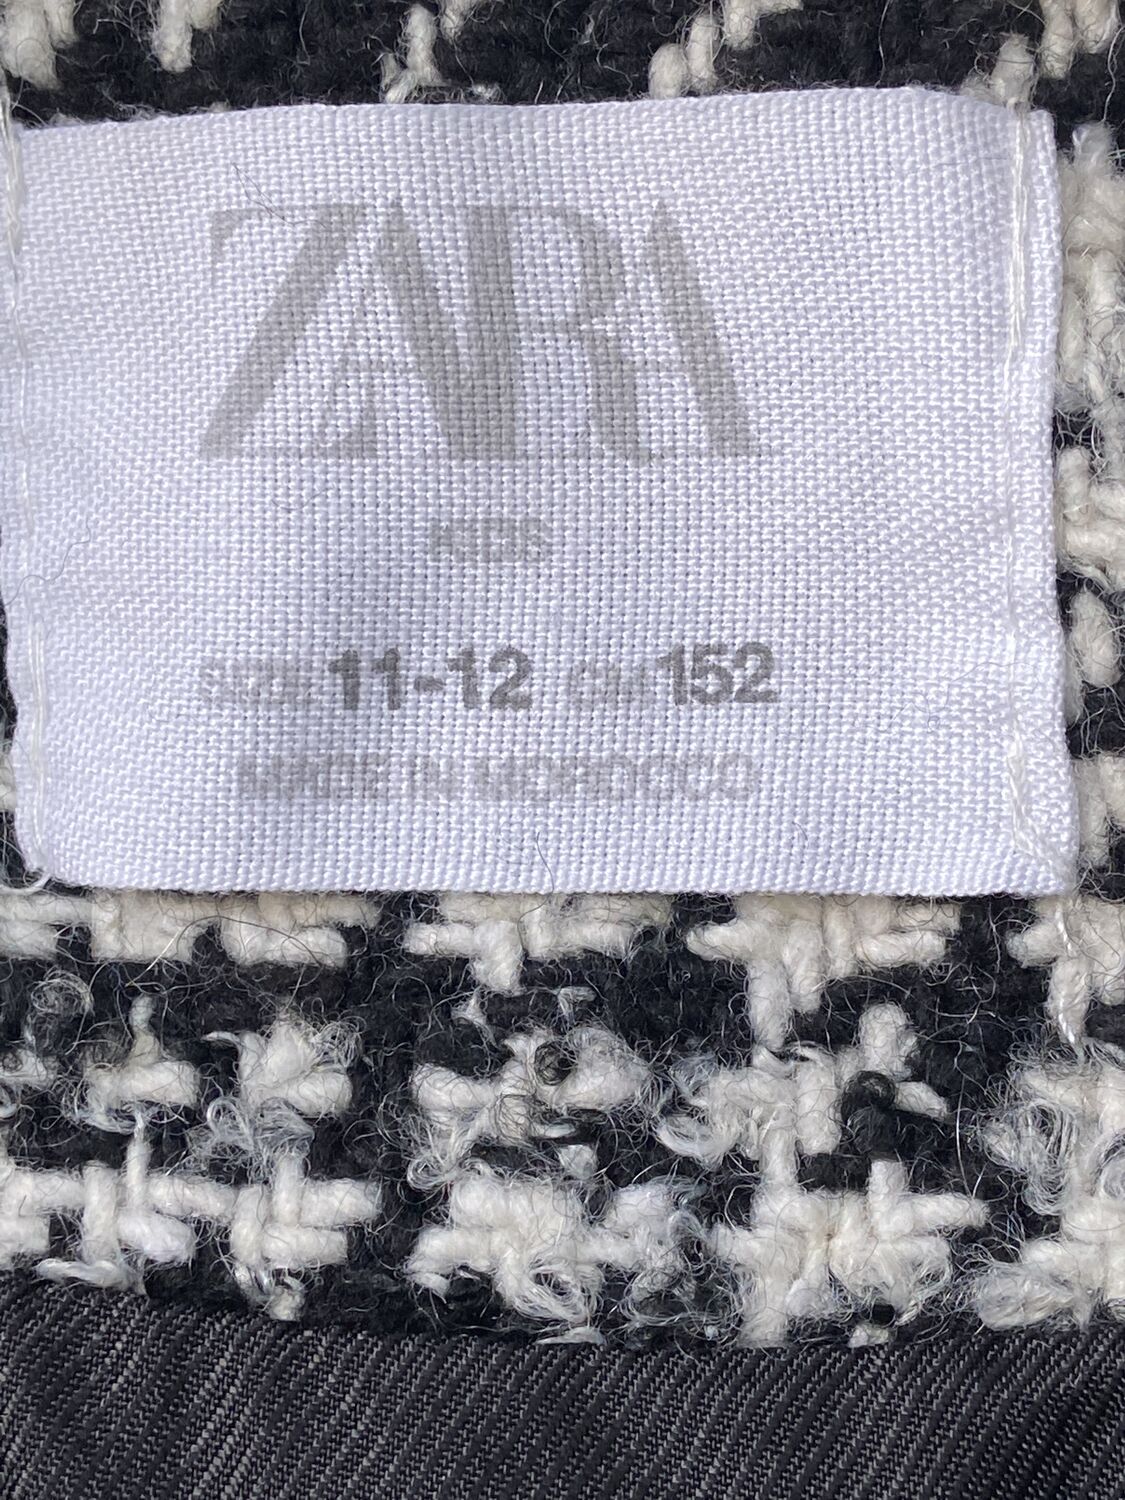 ZARA
KIDS
SIZE 11-12 CM 152
MADE IN MOROCCO